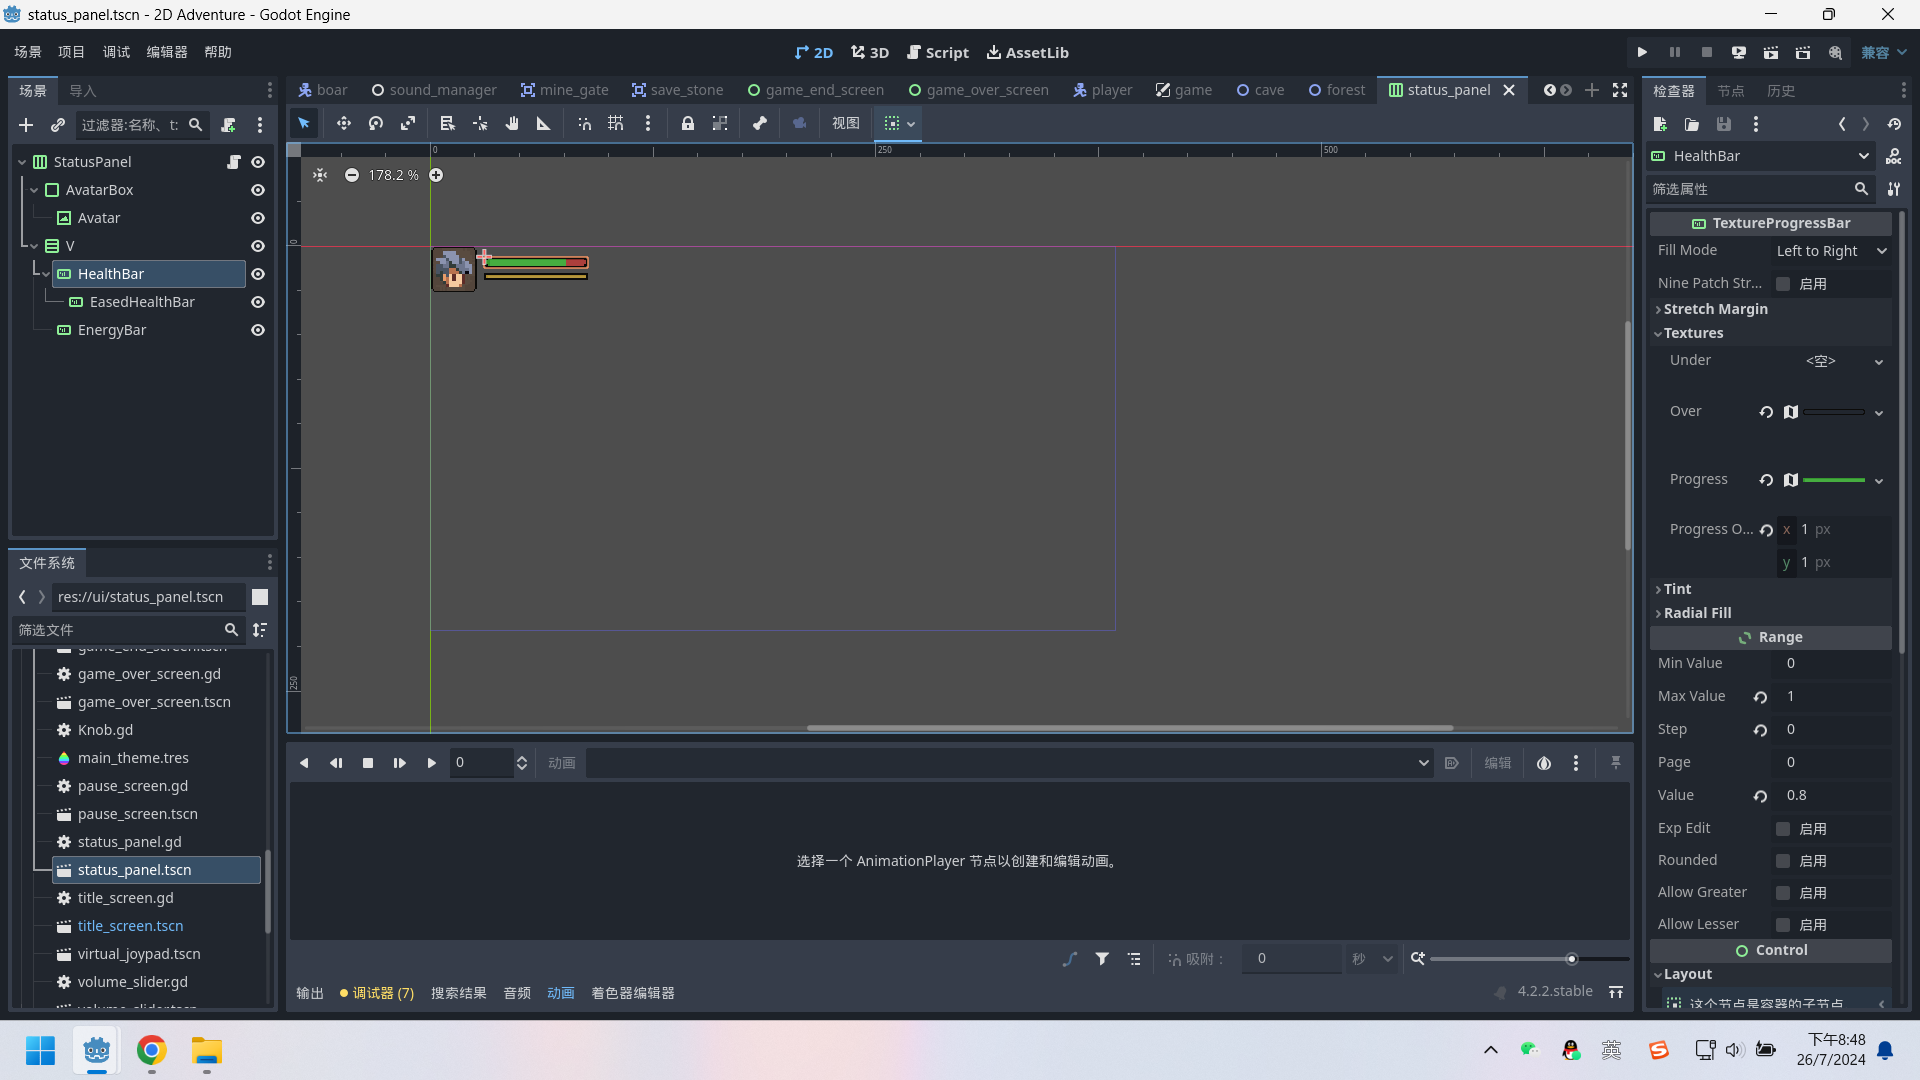 status_panel.tscn - 2D Adventure - Godot Engine
场景 项目 调试 编辑器 帮助
2D 3D Script AssetLib
兼容
场景 导入
boar sound_manager mine_gate save_stone game_end_screen game_over_screen player game cave forest status_panel
检查器 节点 历史
过滤器:名称、t:
视图
StatusPanel
AvatarBox
Avatar
V
HealthBar
EasedHealthBar
EnergyBar
0 250 500
178.2 %
0
250
HealthBar
筛选属性
TextureProgressBar
Fill Mode Left to Right
Nine Patch Str... 启用
Stretch Margin
Textures
Under <空>
Over
Progress
Progress O... x 1 px
y 1 px
Tint
Radial Fill
Range
Min Value 0
Max Value 1
Step 0
Page 0
Value 0.8
Exp Edit 启用
Rounded 启用
Allow Greater 启用
Allow Lesser 启用
Control
Layout
这个节点是容器的子节点
文件系统
res://ui/status_panel.tscn
筛选文件
game_end_screen.tscn
game_over_screen.gd
game_over_screen.tscn
Knob.gd
main_theme.tres
pause_screen.gd
pause_screen.tscn
status_panel.gd
status_panel.tscn
title_screen.gd
title_screen.tscn
virtual_joypad.tscn
volume_slider.gd
volume_slider.tscn
0 动画 编辑
选择一个 AnimationPlayer 节点以创建和编辑动画。
吸附: 0 秒
输出 调试器 (7) 搜索结果 音频 动画 着色器编辑器
4.2.2.stable
英
下午8:48
26/7/2024